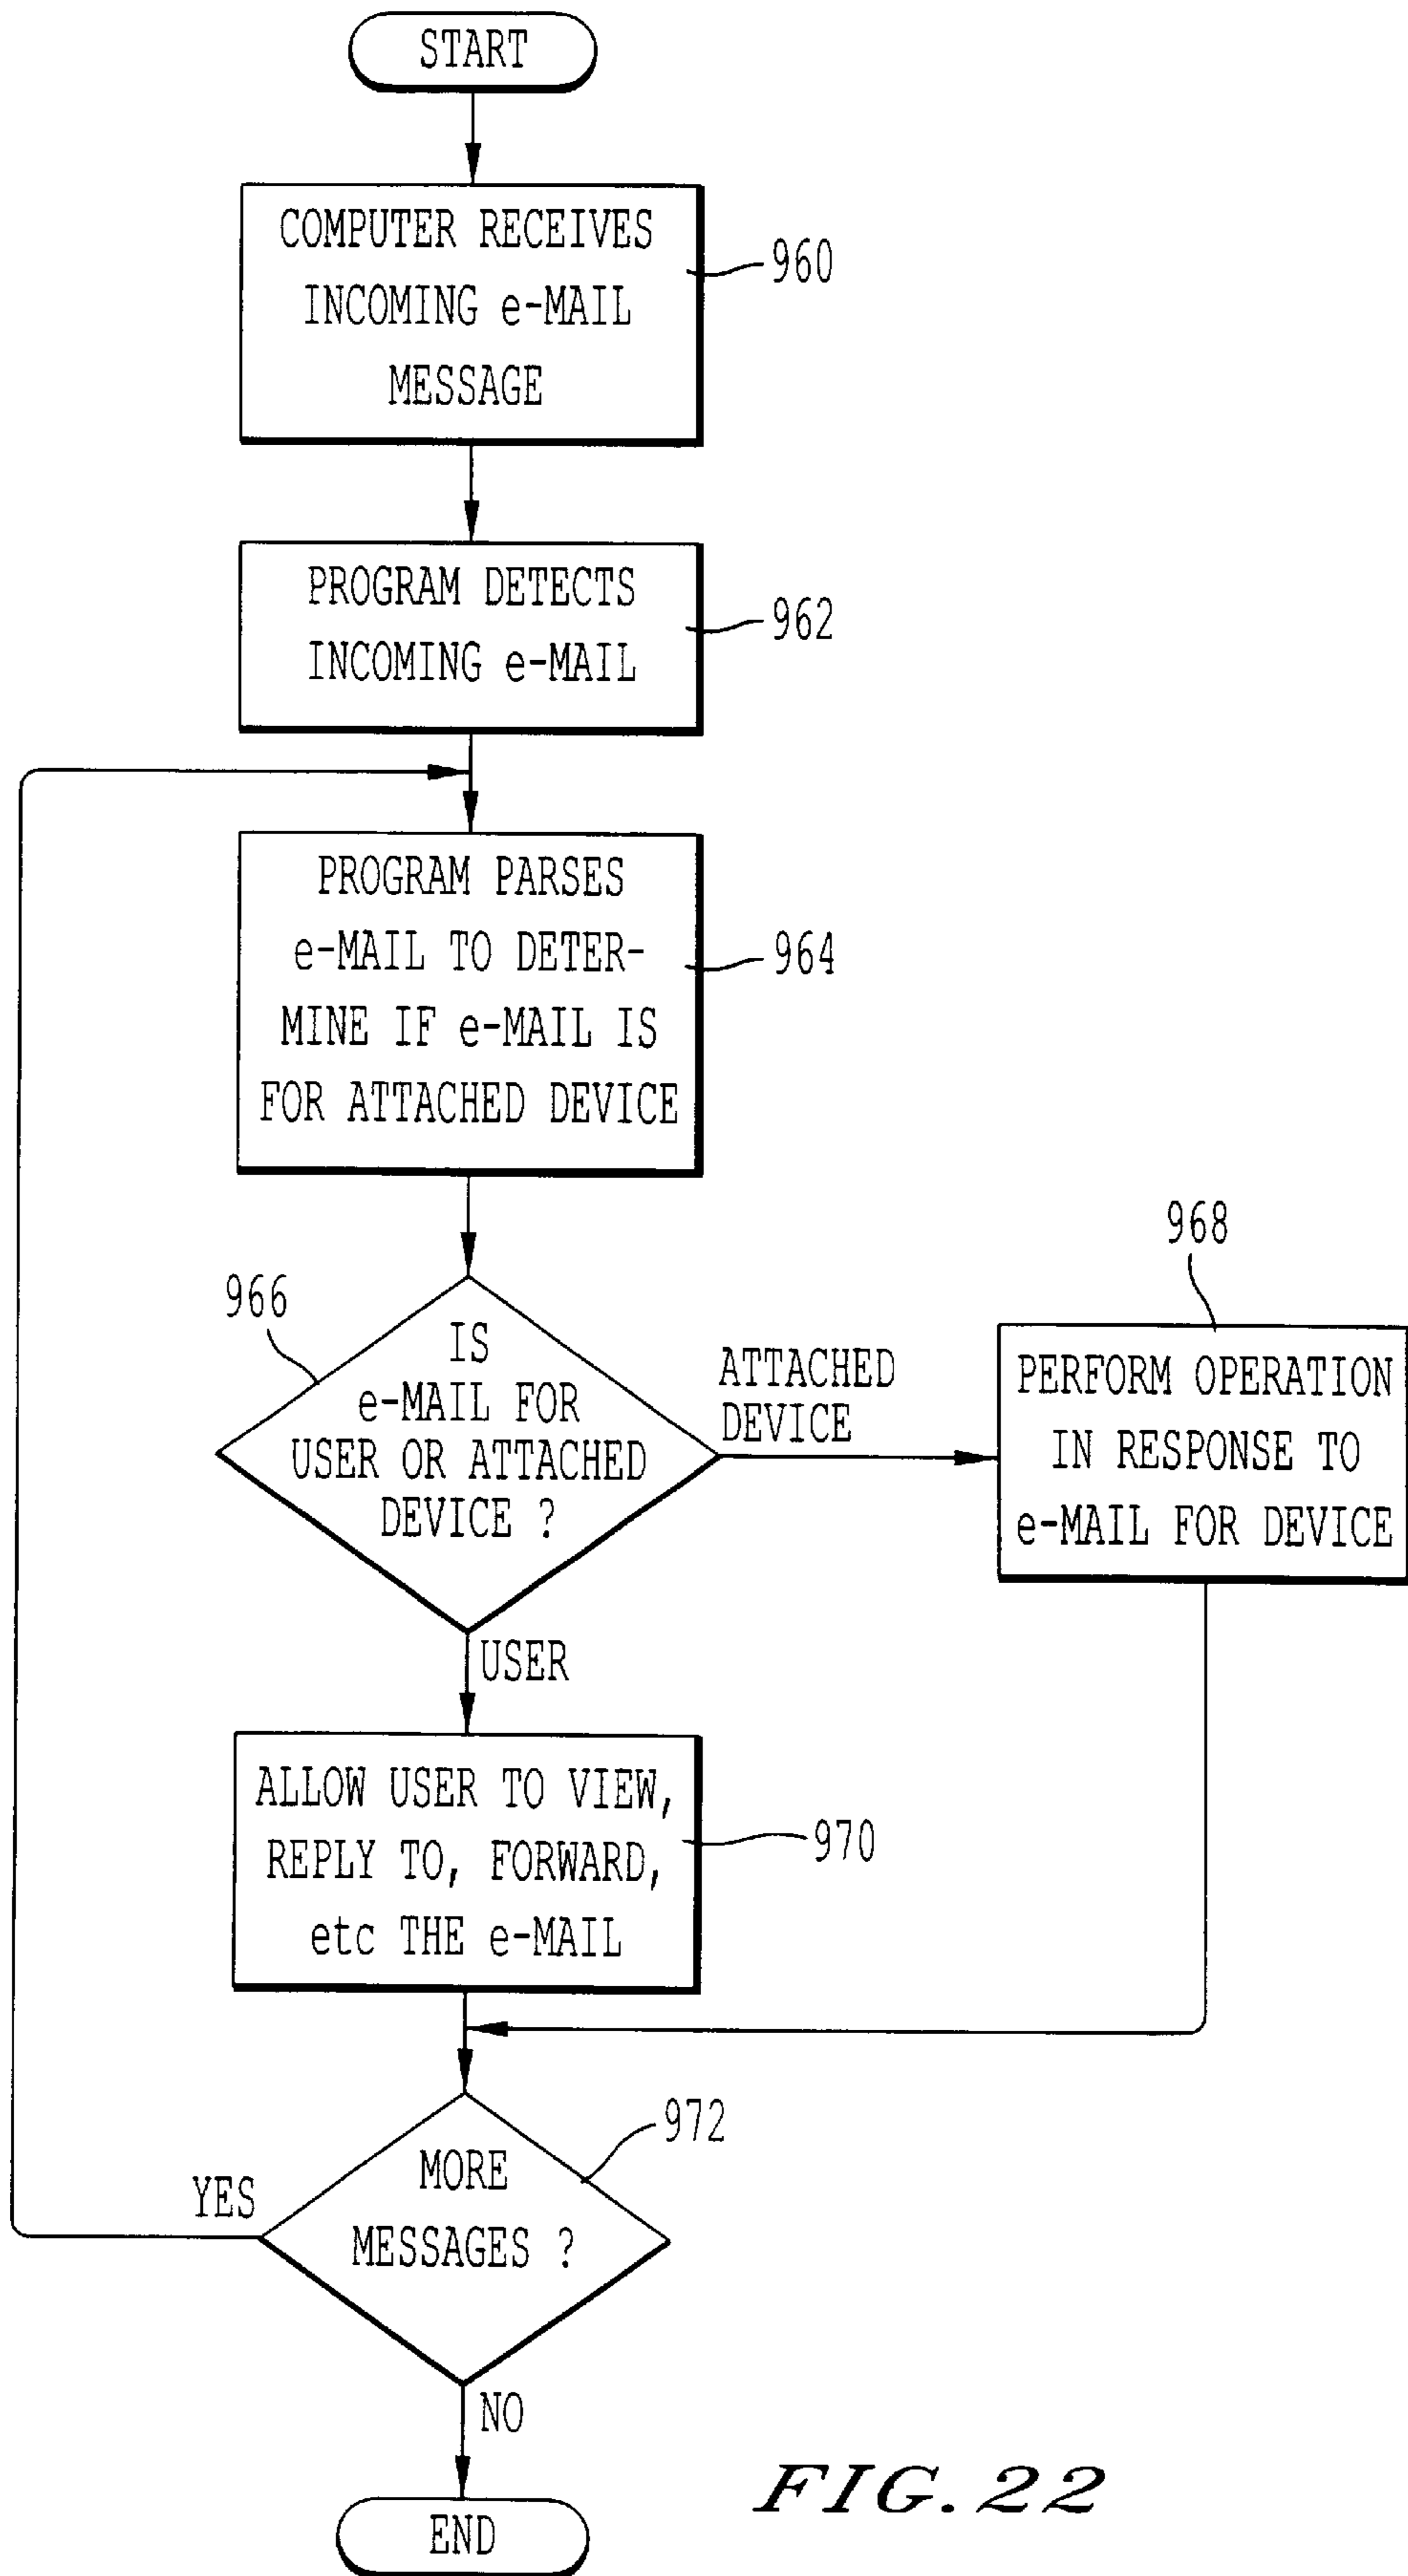 START
COMPUTER RECEIVES
INCOMING e-MAIL
MESSAGE
960
PROGRAM DETECTS
INCOMING e-MAIL
962
PROGRAM PARSES
e-MAIL TO DETER-
MINE IF e-MAIL IS
FOR ATTACHED DEVICE
964
966
IS
e-MAIL FOR
USER OR ATTACHED
DEVICE ?
ATTACHED
DEVICE
968
PERFORM OPERATION
IN RESPONSE TO
e-MAIL FOR DEVICE
USER
ALLOW USER TO VIEW,
REPLY TO, FORWARD,
etc THE e-MAIL
970
972
MORE
MESSAGES ?
YES
NO
END
FIG. 22